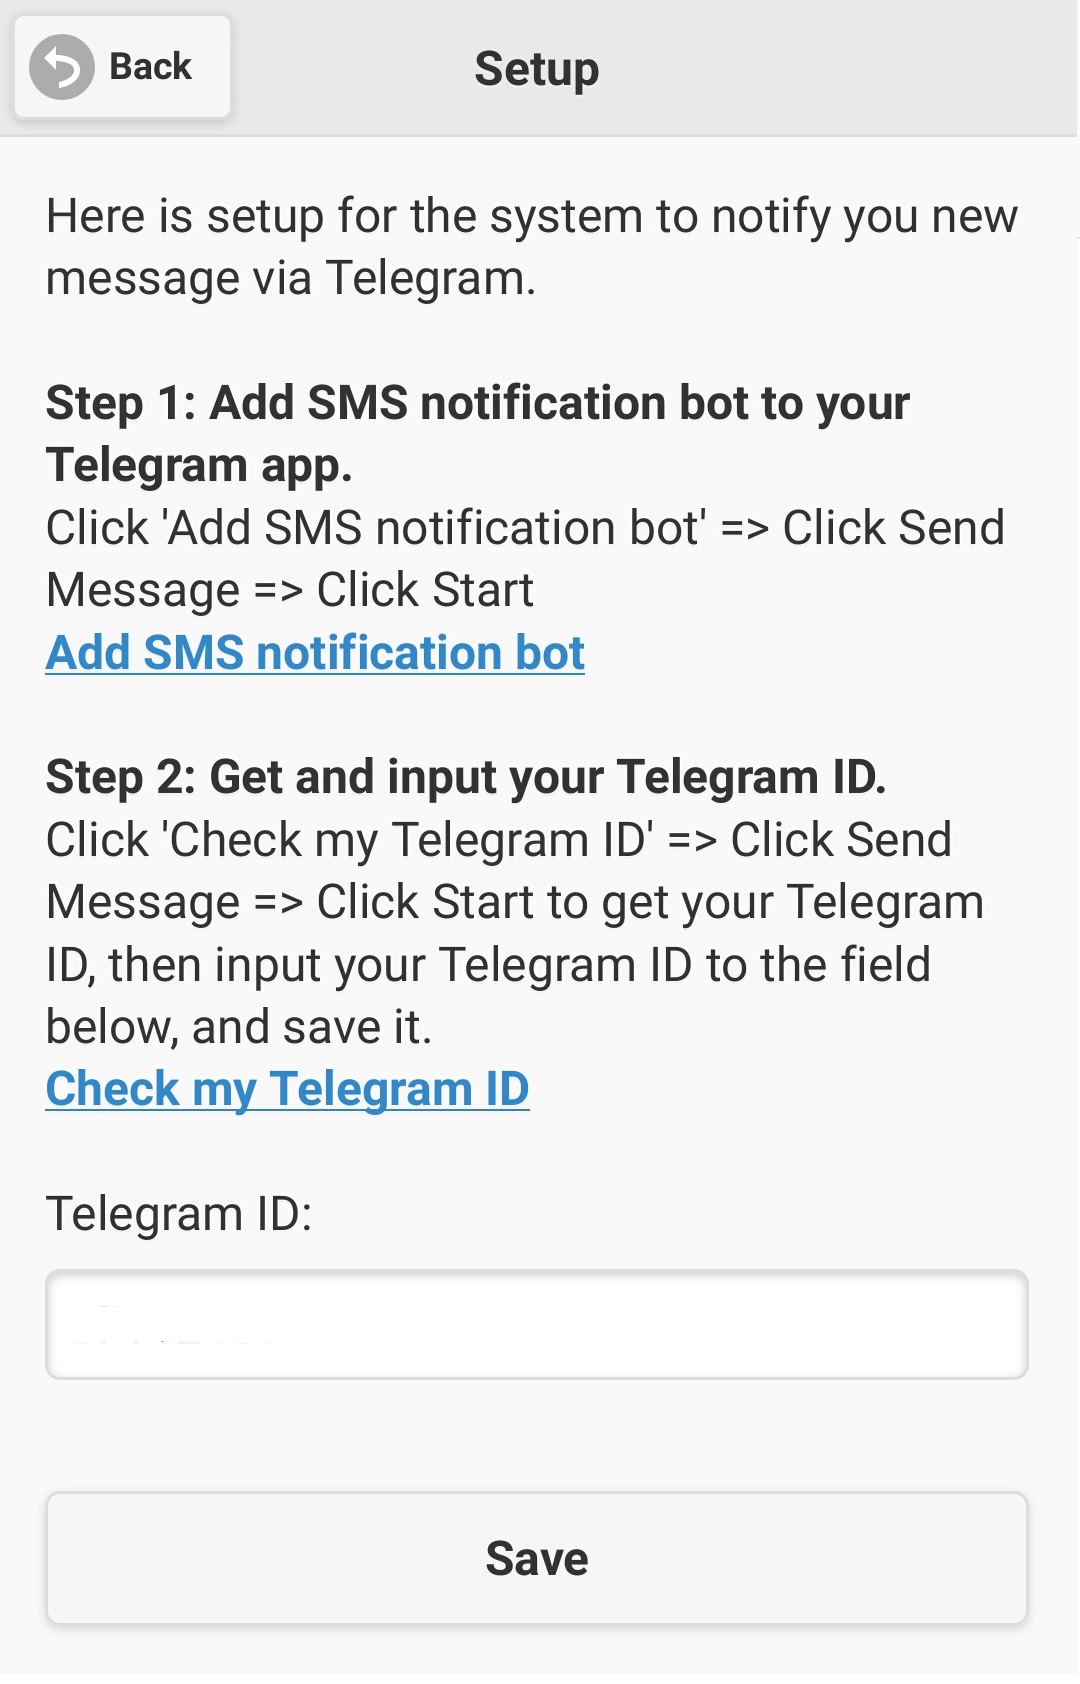 Back
Setup
Here is setup for the system to notify you new
message via Telegram.
Step 1: Add SMS notification bot to your
Telegram app.
Click 'Add SMS notification bot' => Click Send
Message => Click Start
Add SMS notification bot
Step 2: Get and input your Telegram ID.
Click 'Check my Telegram ID' => Click Send
Message => Click Start to get your Telegram
ID, then input your Telegram ID to the field
below, and save it.
Check my Telegram ID
Telegram ID:
Save